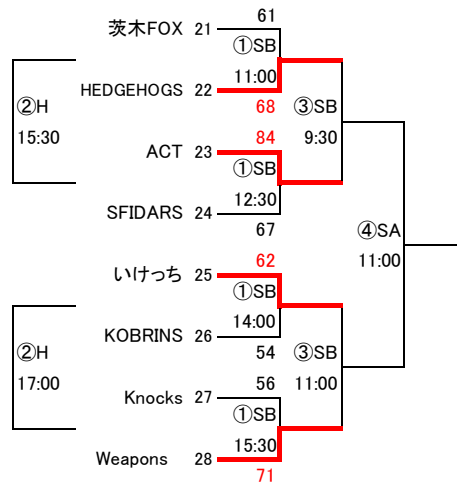 61
茨木FOX 21
①SB
11:00
②H
HEDGEHOGS 22
68
③SB
15:30
84
9:30
ACT 23
①SB
12:30
SFIDARS 24
67
④SA
62
11:00
いけっち 25
①SB
14:00
KOBRINS 26
54
②H
③SB
17:00
56
11:00
Knocks 27
①SB
15:30
Weapons 28
71